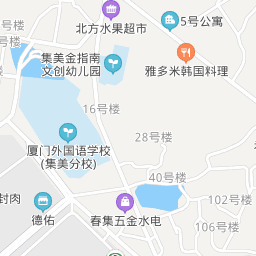 北方水果超市
5号公寓
集美金指南
文创幼儿园
雅多米韩国料理
16号楼
28号楼
厦门外国语学校
(集美分校)
40号楼
封肉
德佑
春集五金水电
102号楼
106号楼